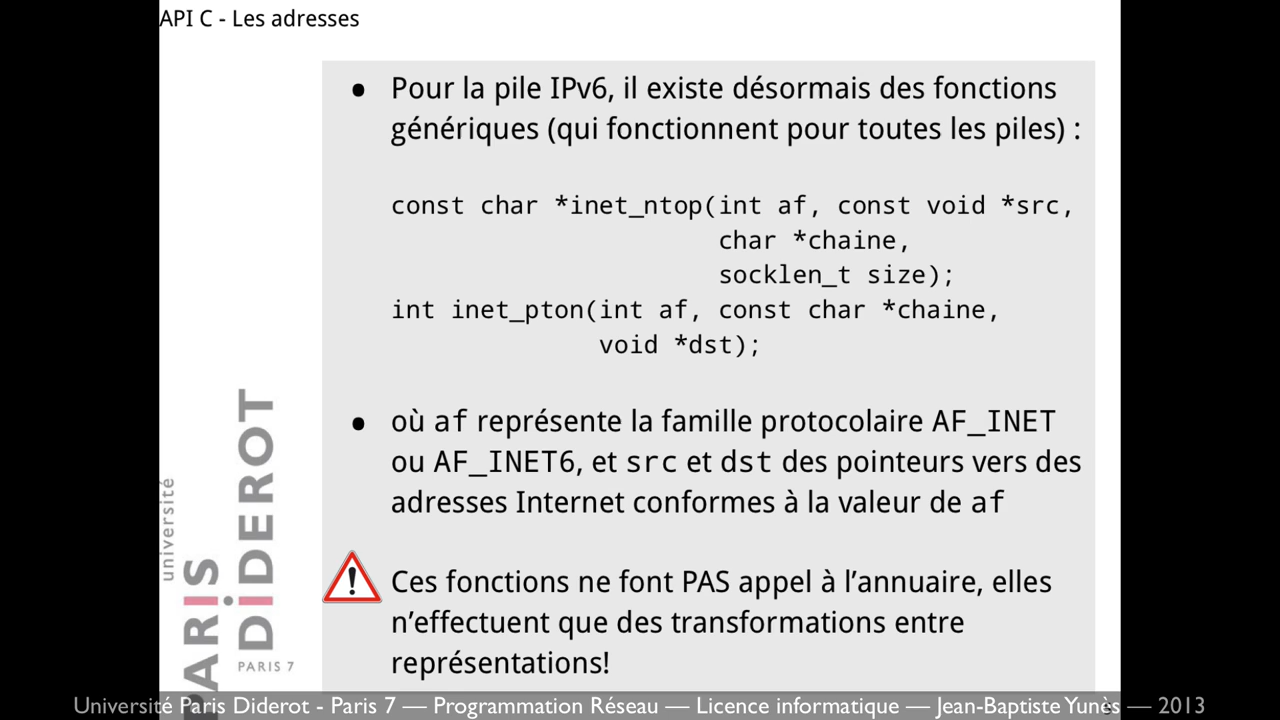 API C - Les adresses
• Pour la pile IPv6, il existe désormais des fonctions
génériques (qui fonctionnent pour toutes les piles) :
const char *inet_ntop(int af, const void *src,
char *chaine,
socklen_t size);
int inet_pton(int af, const char *chaine,
void *dst);
• où af représente la famille protocolaire AF_INET
ou AF_INET6, et src et dst des pointeurs vers des
adresses Internet conformes à la valeur de af
Ces fonctions ne font PAS appel à l’annuaire, elles
n’effectuent que des transformations entre
représentations!
université
PARIS
DiDEROT
PARIS 7
Université Paris Diderot - Paris 7 — Programmation Réseau — Licence informatique — Jean-Baptiste Yunès — 2013